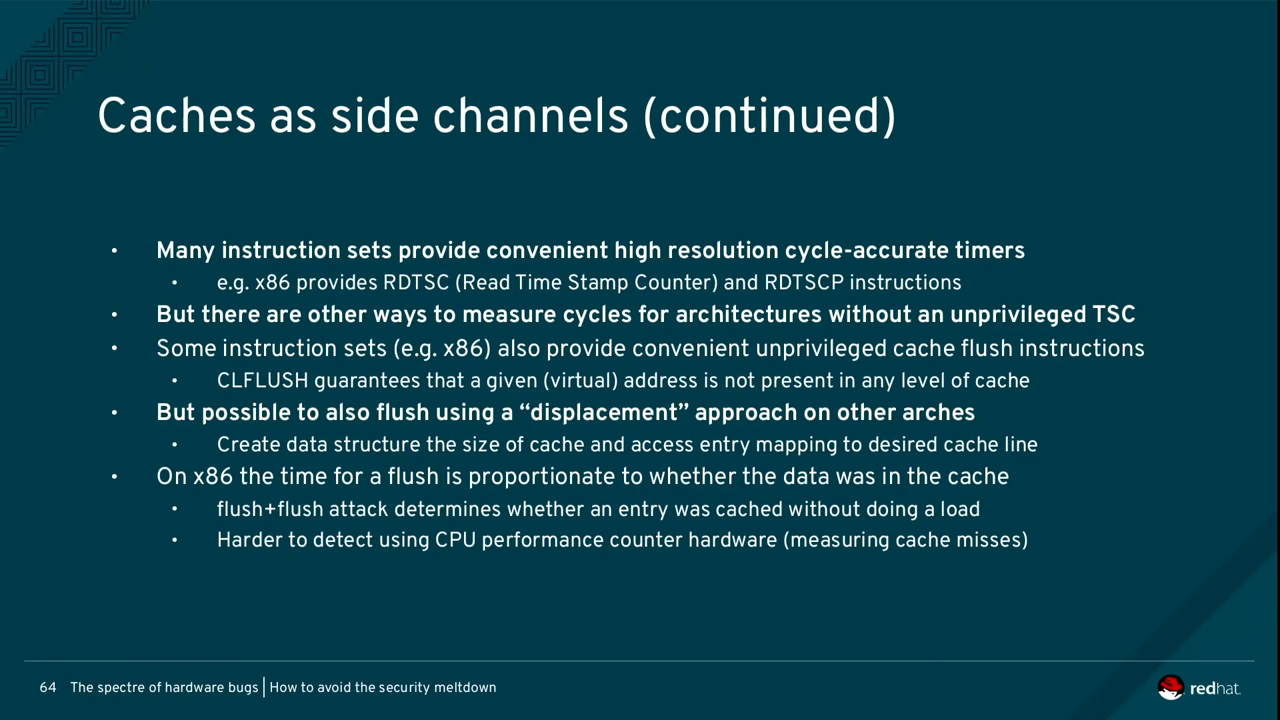 Caches as side channels (continued)
• Many instruction sets provide convenient high resolution cycle-accurate timers
• e.g. x86 provides RDTSC (Read Time Stamp Counter) and RDTSCP instructions
• But there are other ways to measure cycles for architectures without an unprivileged TSC
• Some instruction sets (e.g. x86) also provide convenient unprivileged cache flush instructions
• CLFLUSH guarantees that a given (virtual) address is not present in any level of cache
• But possible to also flush using a “displacement” approach on other arches
• Create data structure the size of cache and access entry mapping to desired cache line
• On x86 the time for a flush is proportionate to whether the data was in the cache
• flush+flush attack determines whether an entry was cached without doing a load
• Harder to detect using CPU performance counter hardware (measuring cache misses)
64 The spectre of hardware bugs | How to avoid the security meltdown
redhat.